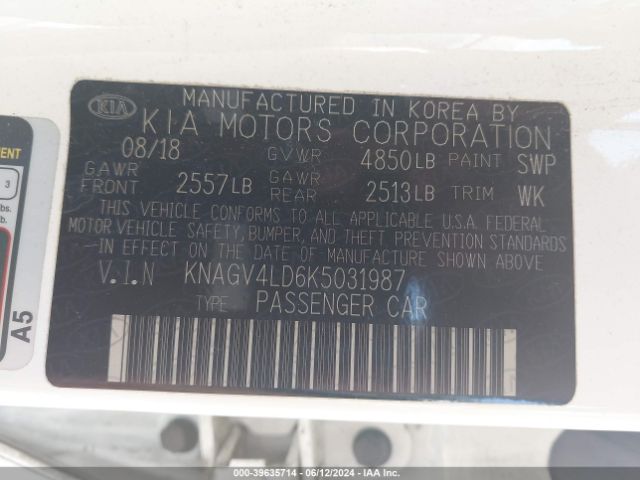 MANUFACTURED IN KOREA BY
KIA KIA MOTORS CORPORATION
08/18 GVWR 4850LB PAINT SWP
GAWR FRONT 2557LB GAWR REAR 2513LB TRIM WK
THIS VEHICLE CONFORMS TO ALL APPLICABLE U.S.A. FEDERAL
MOTOR VEHICLE SAFETY, BUMPER, AND THEFT PREVENTION STANDARDS
IN EFFECT ON THE DATE OF MANUFACTURE SHOWN ABOVE
V.I.N KNAGV4LD6K5031987
TYPE PASSENGER CAR
3
lbs.
A5
000-39635714 - 06/12/2024 - IAA Inc.